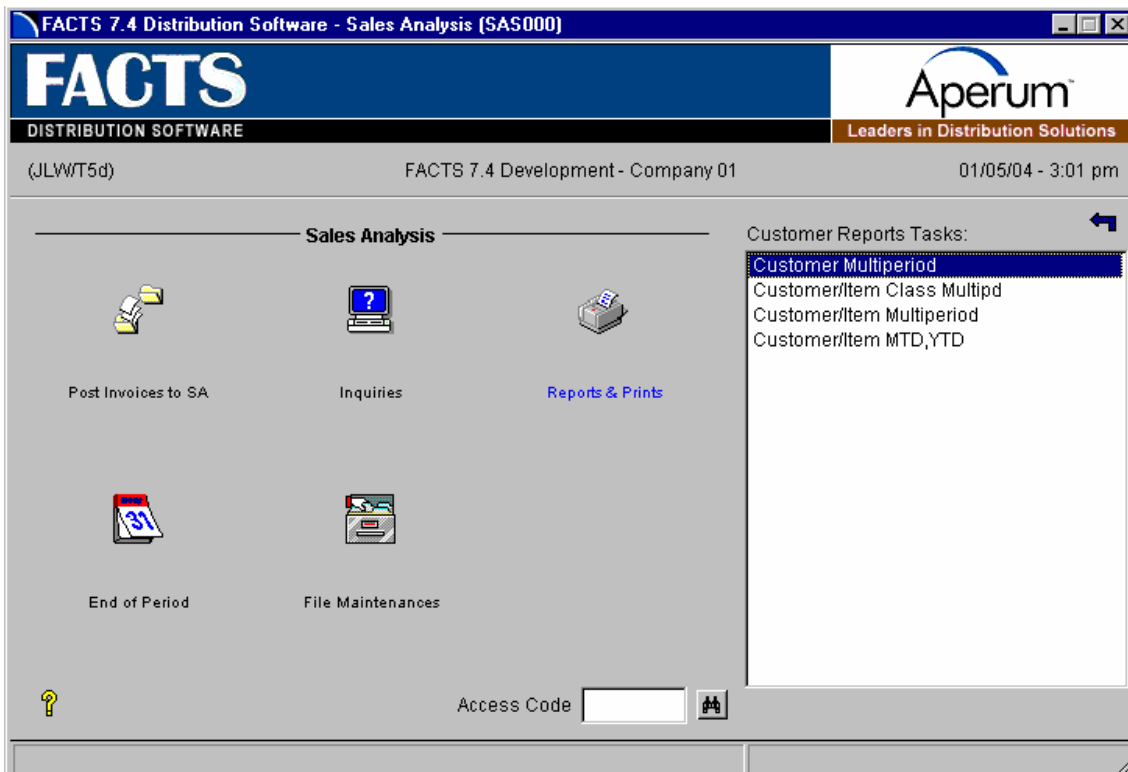 FACTS 7.4 Distribution Software - Sales Analysis (SAS000)
FACTS
DISTRIBUTION SOFTWARE
Aperum™
Leaders in Distribution Solutions
(JLW/T5d)
FACTS 7.4 Development - Company 01
01/05/04 - 3:01 pm
Sales Analysis
Post Invoices to SA
?
Inquiries
Reports & Prints
31
End of Period
File Maintenances
?
Access Code
Customer Reports Tasks:
Customer Multiperiod
Customer/Item Class Multipd
Customer/Item Multiperiod
Customer/Item MTD,YTD